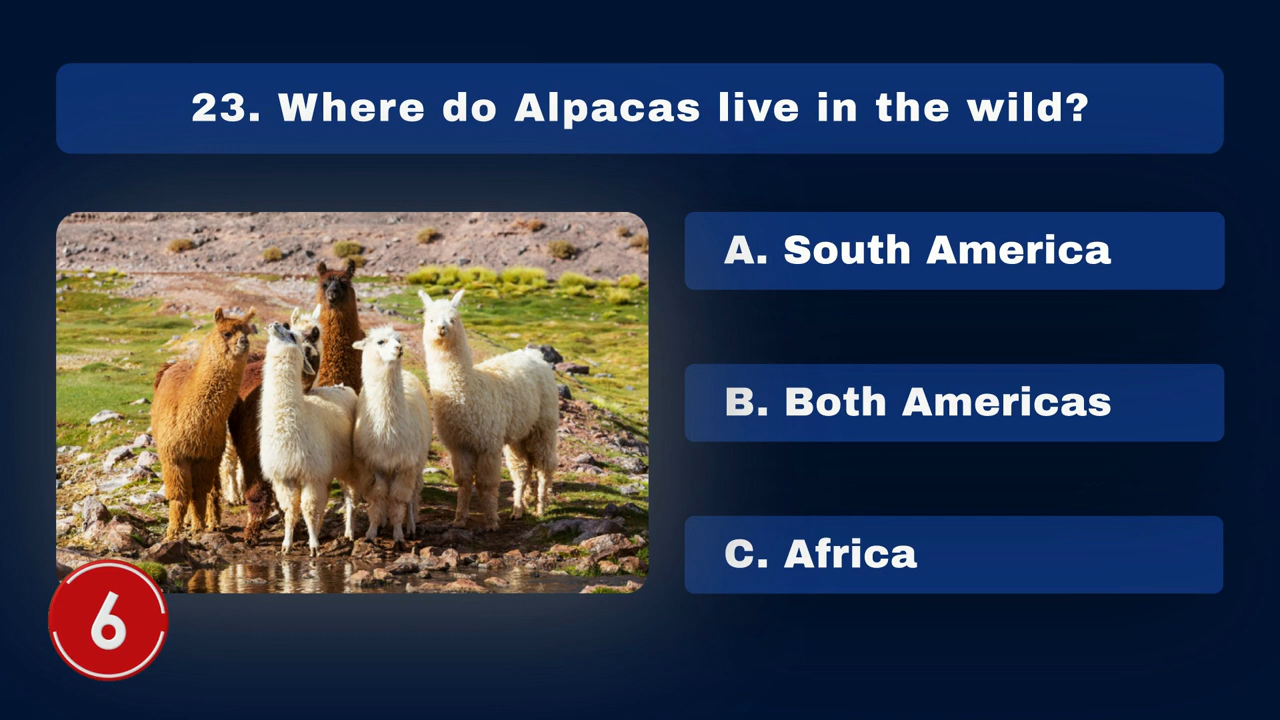 23. Where do Alpacas live in the wild?
A. South America
B. Both Americas
C. Africa
6